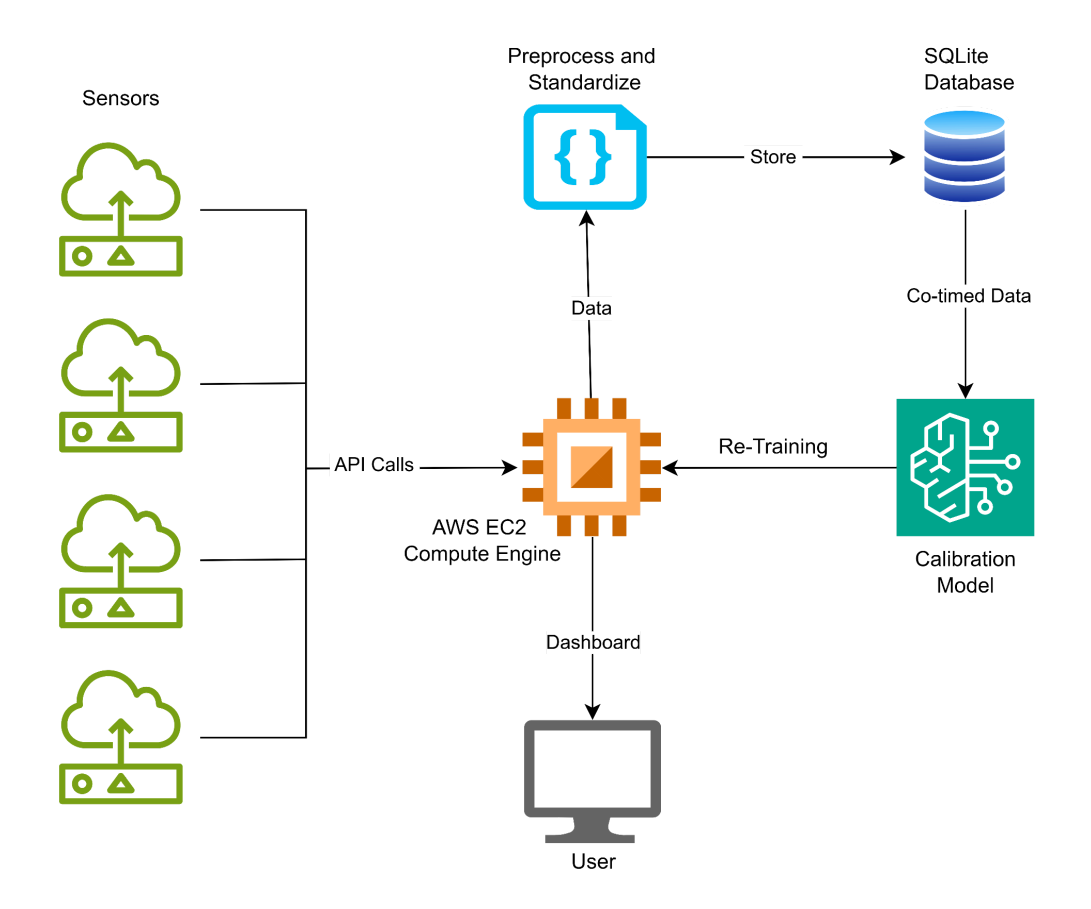 Preprocess and
Standardize
SQLite
Database
Sensors
{}
Store
Data
Co-timed Data
API Calls
Re-Training
AWS EC2
Compute Engine
Calibration
Model
Dashboard
User